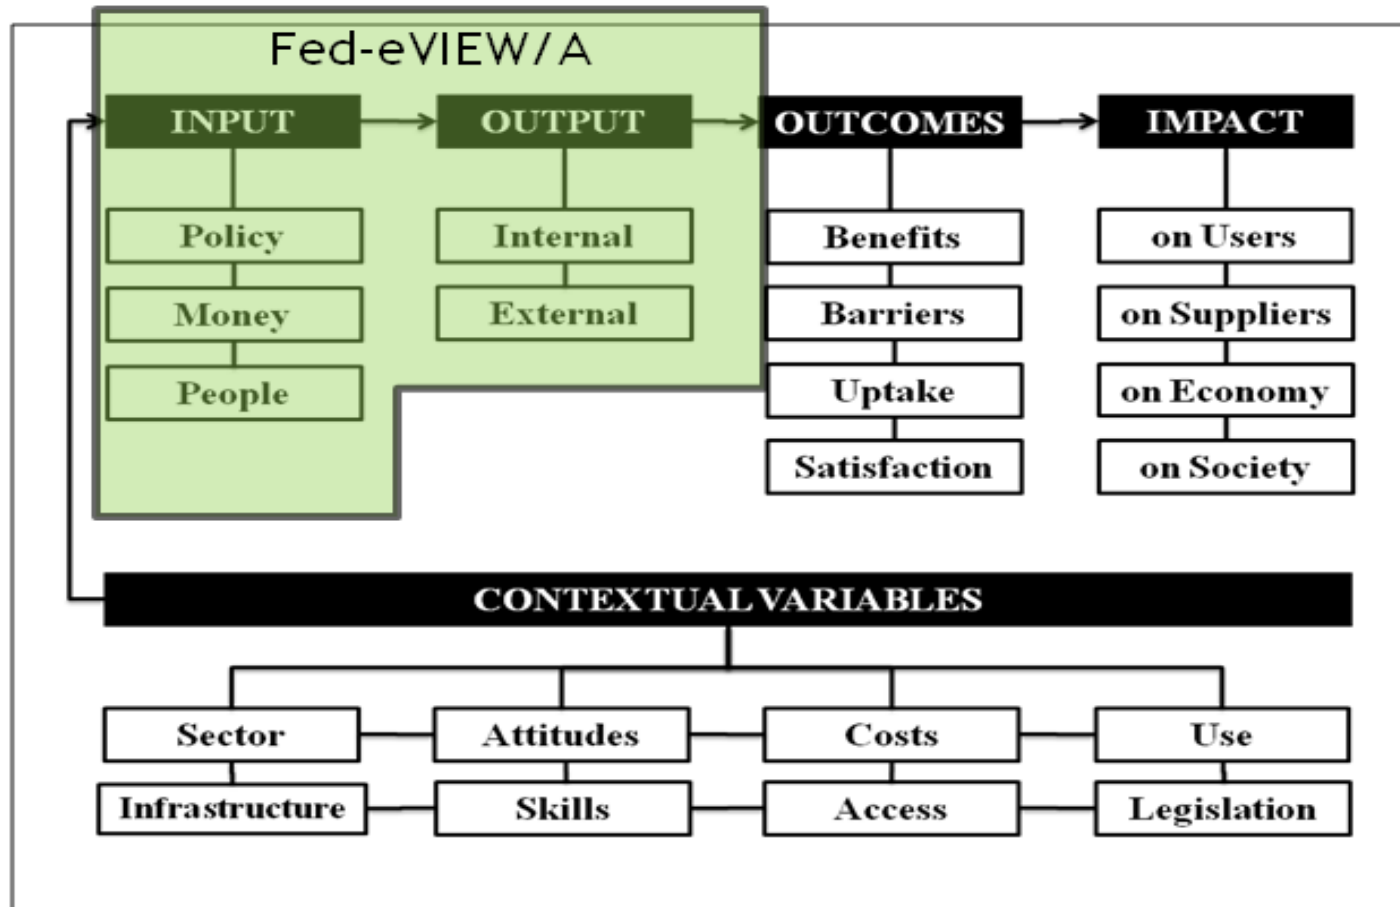 Fed-eVIEW/A
INPUT
OUTPUT
OUTCOMES
IMPACT
Policy
Internal
Benefits
on Users
Money
External
Barriers
on Suppliers
People
Uptake
on Economy
Satisfaction
on Society
CONTEXTUAL VARIABLES
Sector
Attitudes
Costs
Use
Infrastructure
Skills
Access
Legislation